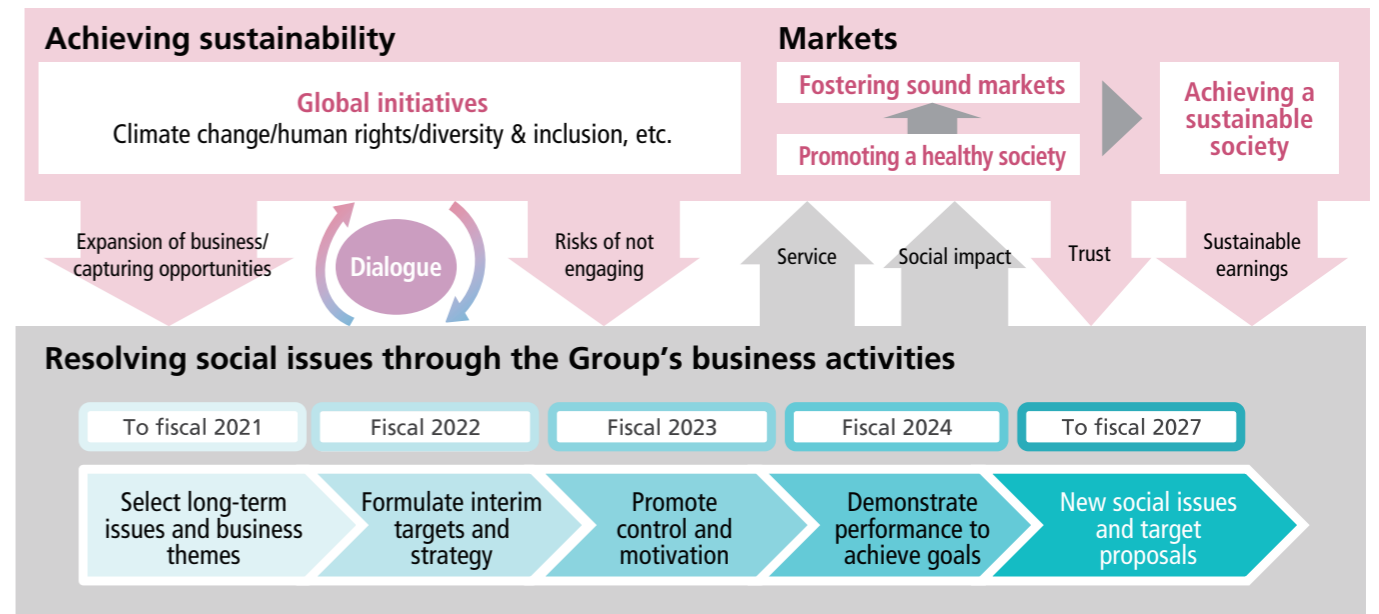 Achieving sustainability
Global initiatives
Climate change/human rights/diversity & inclusion, etc.
Markets
Fostering sound markets
Promoting a healthy society
Achieving a
sustainable
society
Expansion of business/
capturing opportunities
Dialogue
Risks of not
engaging
Service
Social impact
Trust
Sustainable
earnings
Resolving social issues through the Group's business activities
To fiscal 2021
Fiscal 2022
Fiscal 2023
Fiscal 2024
To fiscal 2027
Select long-term
issues and business
themes
Formulate interim
targets and
strategy
Promote
control and
motivation
Demonstrate
performance to
achieve goals
New social issues
and target
proposals